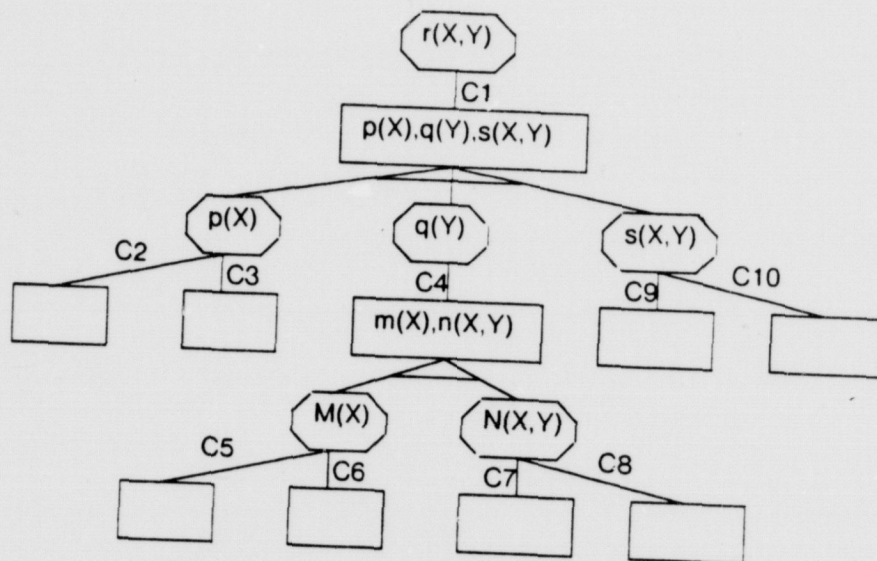 r(X,Y)
C1
p(X),q(Y),s(X,Y)
p(X)
q(Y)
s(X,Y)
C2
C3
C4
C9
C10
m(X),n(X,Y)
M(X)
N(X,Y)
C5
C6
C7
C8